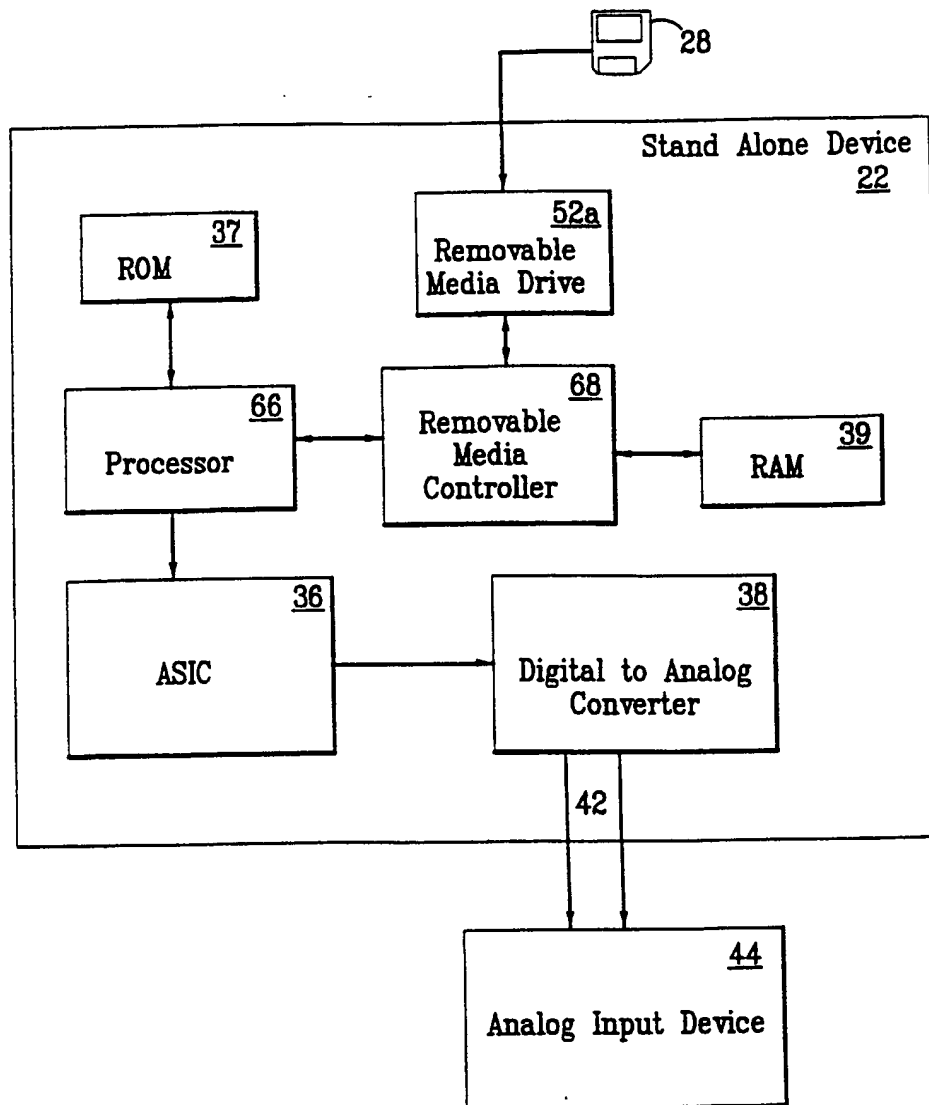 28
Stand Alone Device
22
37
ROM
52a
Removable
Media Drive
66
Processor
68
Removable
Media
Controller
39
RAM
36
ASIC
38
Digital to Analog
Converter
42
44
Analog Input Device